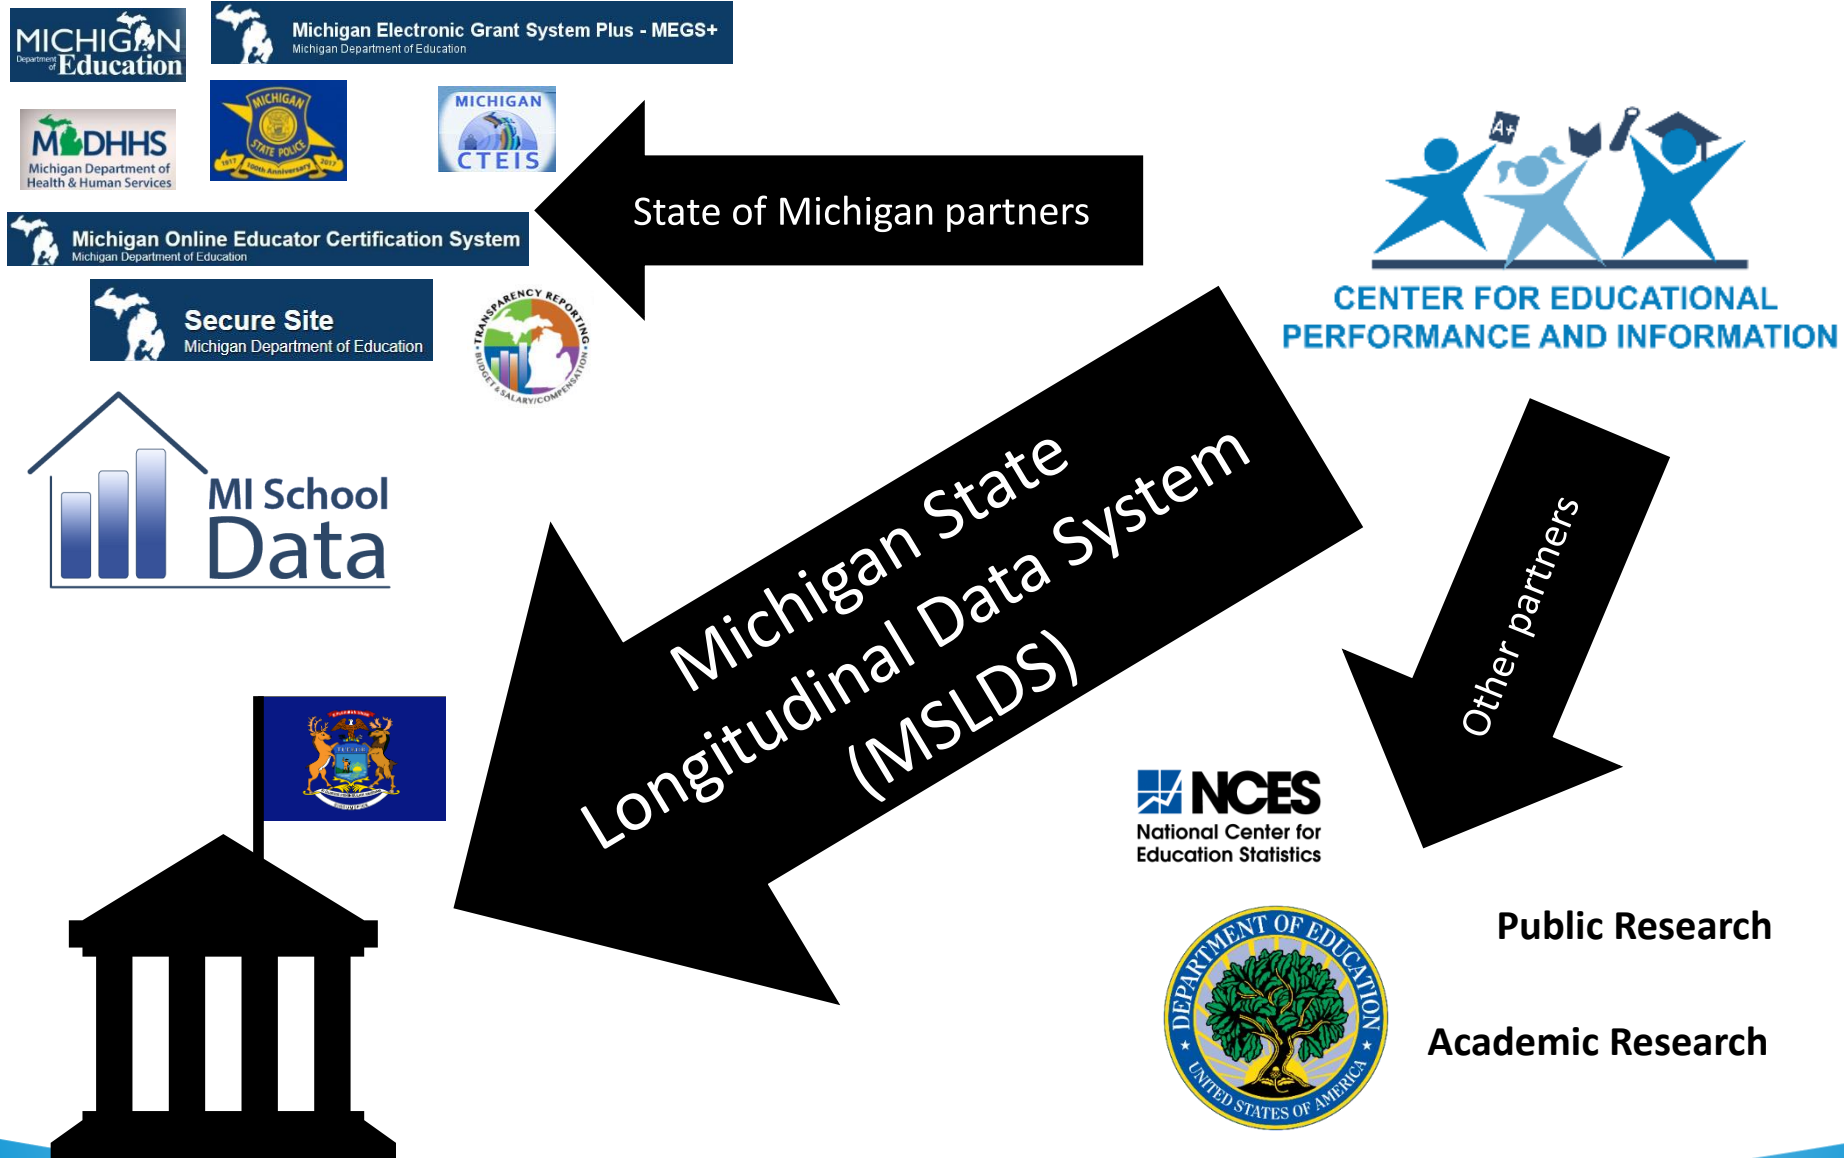 MICHIGAN
Department of Education
Michigan Electronic Grant System Plus - MEGS+
Michigan Department of Education
MDHHS
Michigan Department of
Health & Human Services
MICHIGAN
STATE POLICE
1917 100th Anniversary 2017
MICHIGAN
CTEIS
State of Michigan partners
A+
CENTER FOR EDUCATIONAL
PERFORMANCE AND INFORMATION
Michigan Online Educator Certification System
Michigan Department of Education
Secure Site
Michigan Department of Education
TRANSPARENCY REPORTING
BUDGET & SALARY/COMPENSATION
MI School
Data
Michigan State
Longitudinal Data System
(MSLDS)
Other partners
NCES
National Center for
Education Statistics
DEPARTMENT OF EDUCATION
UNITED STATES OF AMERICA
Public Research
Academic Research